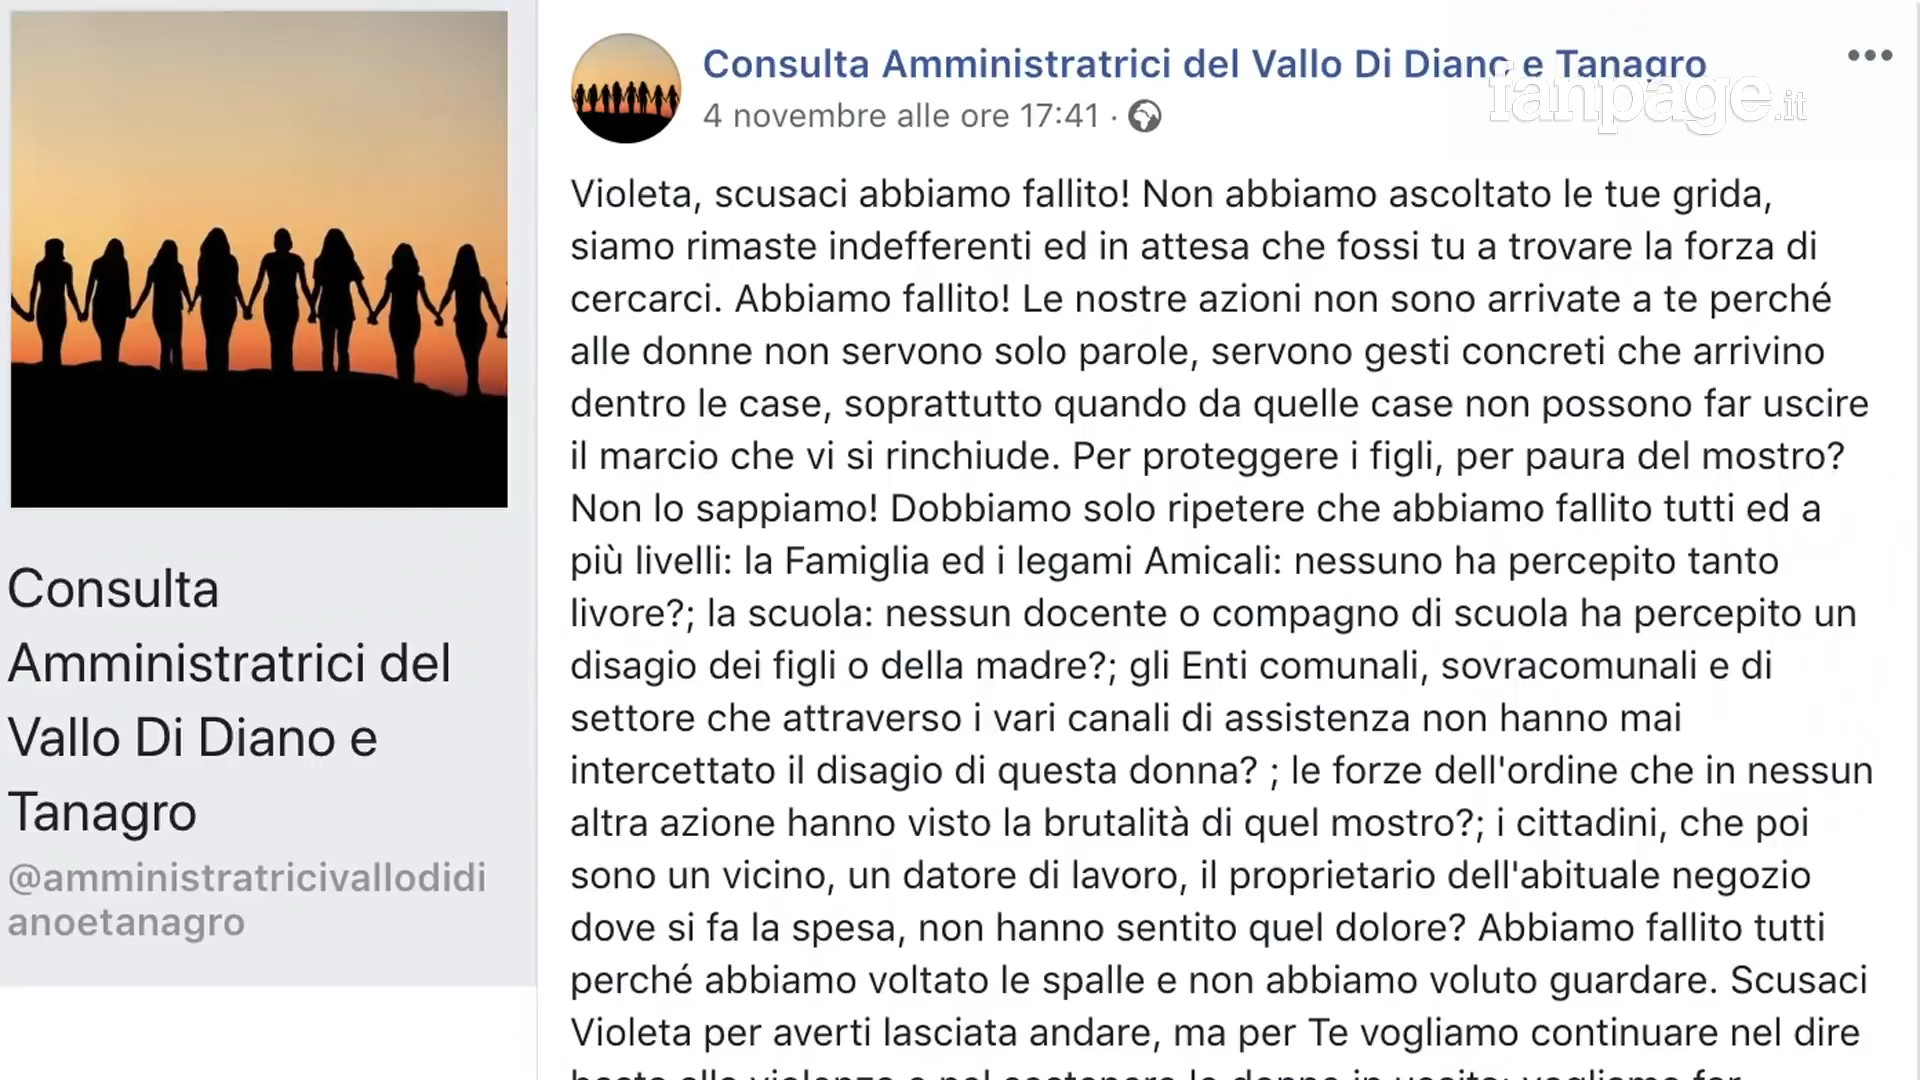 Consulta
Amministratrici del
Vallo Di Diano e
Tanagro
@amministratricivallodidi
anoetanagro
Consulta Amministratrici del Vallo Di Diano e Tanagro
fanpage.it
4 novembre alle ore 17:41 ·
Violeta, scusaci abbiamo fallito! Non abbiamo ascoltato le tue grida,
siamo rimaste indefferenti ed in attesa che fossi tu a trovare la forza di
cercarci. Abbiamo fallito! Le nostre azioni non sono arrivate a te perché
alle donne non servono solo parole, servono gesti concreti che arrivino
dentro le case, soprattutto quando da quelle case non possono far uscire
il marcio che vi si rinchiude. Per proteggere i figli, per paura del mostro?
Non lo sappiamo! Dobbiamo solo ripetere che abbiamo fallito tutti ed a
più livelli: la Famiglia ed i legami Amicali: nessuno ha percepito tanto
livore?; la scuola: nessun docente o compagno di scuola ha percepito un
disagio dei figli o della madre?; gli Enti comunali, sovracomunali e di
settore che attraverso i vari canali di assistenza non hanno mai
intercettato il disagio di questa donna? ; le forze dell'ordine che in nessun
altra azione hanno visto la brutalità di quel mostro?; i cittadini, che poi
sono un vicino, un datore di lavoro, il proprietario dell'abituale negozio
dove si fa la spesa, non hanno sentito quel dolore? Abbiamo fallito tutti
perché abbiamo voltato le spalle e non abbiamo voluto guardare. Scusaci
Violeta per averti lasciata andare, ma per Te vogliamo continuare nel dire